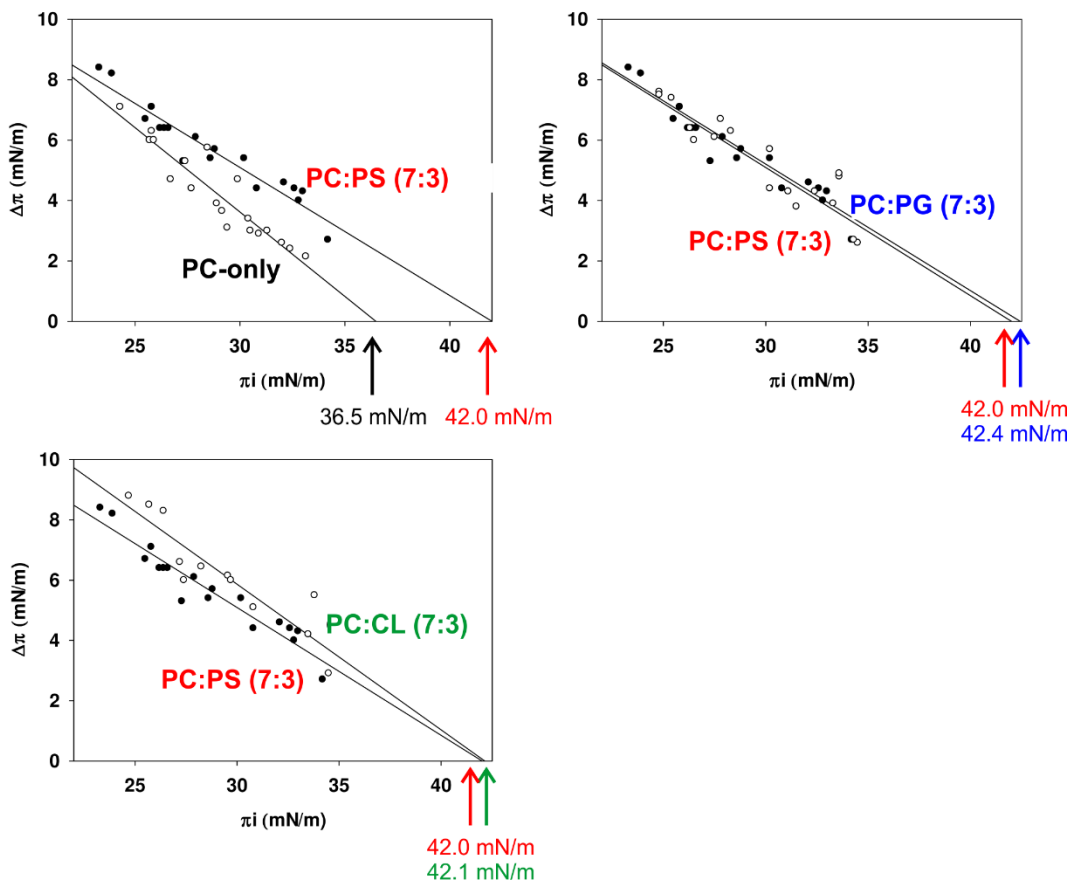 10
8
6
4
2
0
Δπ (mN/m)
PC:PS (7:3)
PC-only
25
30
35
40
πi (mN/m)
36.5 mN/m
42.0 mN/m
10
8
6
4
2
0
Δπ (mN/m)
PC:PG (7:3)
PC:PS (7:3)
25
30
35
40
πi (mN/m)
42.0 mN/m
42.4 mN/m
10
8
6
4
2
0
Δπ (mN/m)
PC:CL (7:3)
PC:PS (7:3)
25
30
35
40
πi (mN/m)
42.0 mN/m
42.1 mN/m